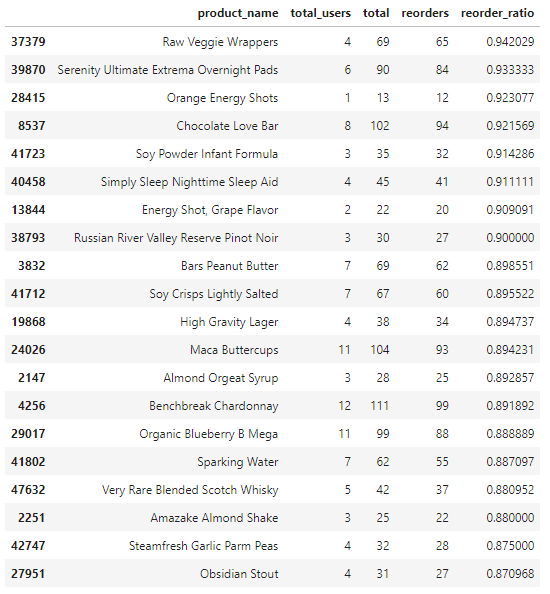 product_name total_users total reorders reorder_ratio
37379 Raw Veggie Wrappers 4 69 65 0.942029
39870 Serenity Ultimate Extrema Overnight Pads 6 90 84 0.933333
28415 Orange Energy Shots 1 13 12 0.923077
8537 Chocolate Love Bar 8 102 94 0.921569
41723 Soy Powder Infant Formula 3 35 32 0.914286
40458 Simply Sleep Nighttime Sleep Aid 4 45 41 0.911111
13844 Energy Shot, Grape Flavor 2 22 20 0.909091
38793 Russian River Valley Reserve Pinot Noir 3 30 27 0.900000
3832 Bars Peanut Butter 7 69 62 0.898551
41712 Soy Crisps Lightly Salted 7 67 60 0.895522
19868 High Gravity Lager 4 38 34 0.894737
24026 Maca Buttercups 11 104 93 0.894231
2147 Almond Orgeat Syrup 3 28 25 0.892857
4256 Benchbreak Chardonnay 12 111 99 0.891892
29017 Organic Blueberry B Mega 11 99 88 0.888889
41802 Sparking Water 7 62 55 0.887097
47632 Very Rare Blended Scotch Whisky 5 42 37 0.880952
2251 Amazake Almond Shake 3 25 22 0.880000
42747 Steamfresh Garlic Parm Peas 4 32 28 0.875000
27951 Obsidian Stout 4 31 27 0.870968